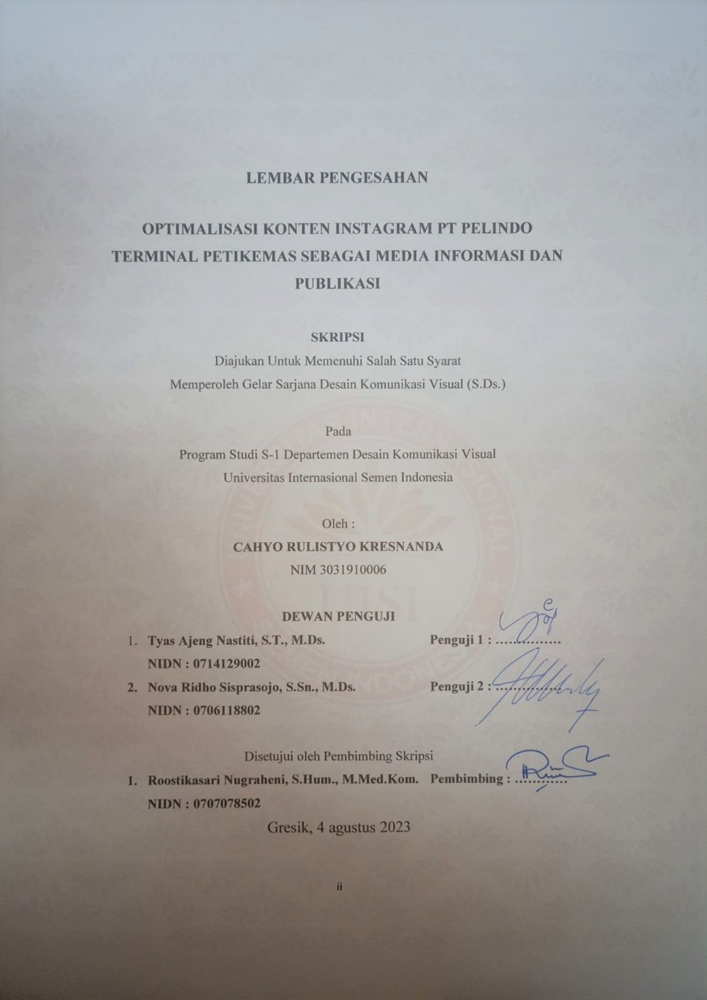 LEMBAR PENGESAHAN
OPTIMALISASI KONTEN INSTAGRAM PT PELINDO
TERMINAL PETIKEMAS SEBAGAI MEDIA INFORMASI DAN
PUBLIKASI
SKRIPSI
Diajukan Untuk Memenuhi Salah Satu Syarat
Memperoleh Gelar Sarjana Desain Komunikasi Visual (S.Ds.)
Pada
Program Studi S-1 Departemen Desain Komunikasi Visual
Universitas Internasional Semen Indonesia
Oleh :
CAHYO RULISTYO KRESNANDA
NIM 3031910006
UISI
DEWAN PENGUJI
1. Tyas Ajeng Nastiti, S.T., M.Ds. Penguji 1 : ................
NIDN : 0714129002
2. Nova Ridho Sisprasojo, S.Sn., M.Ds. Penguji 2 : ................
NIDN : 0706118802
Disetujui oleh Pembimbing Skripsi
1. Roostikasari Nugraheni, S.Hum., M.Med.Kom. Pembimbing : .............
NIDN : 0707078502
Gresik, 4 agustus 2023
ii